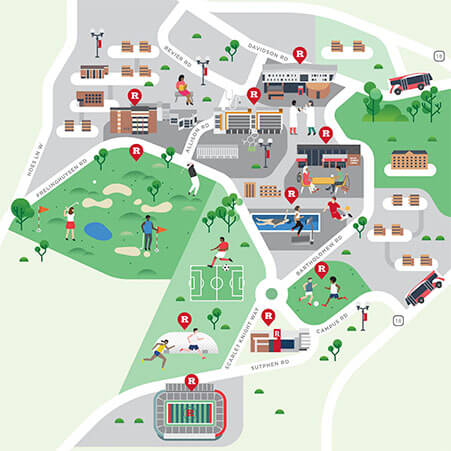 DAVIDSON RD
REVIER RD
R
18
R
R
ALLISON RD
R
HOES LN W
R
FRELINGHUYSEN RD
R
BARTHOLOMEW RD
R
R
18
R
SCARLET KNIGHT WAY
CAMPUS RD
R
SUTPHEN RD
R
R